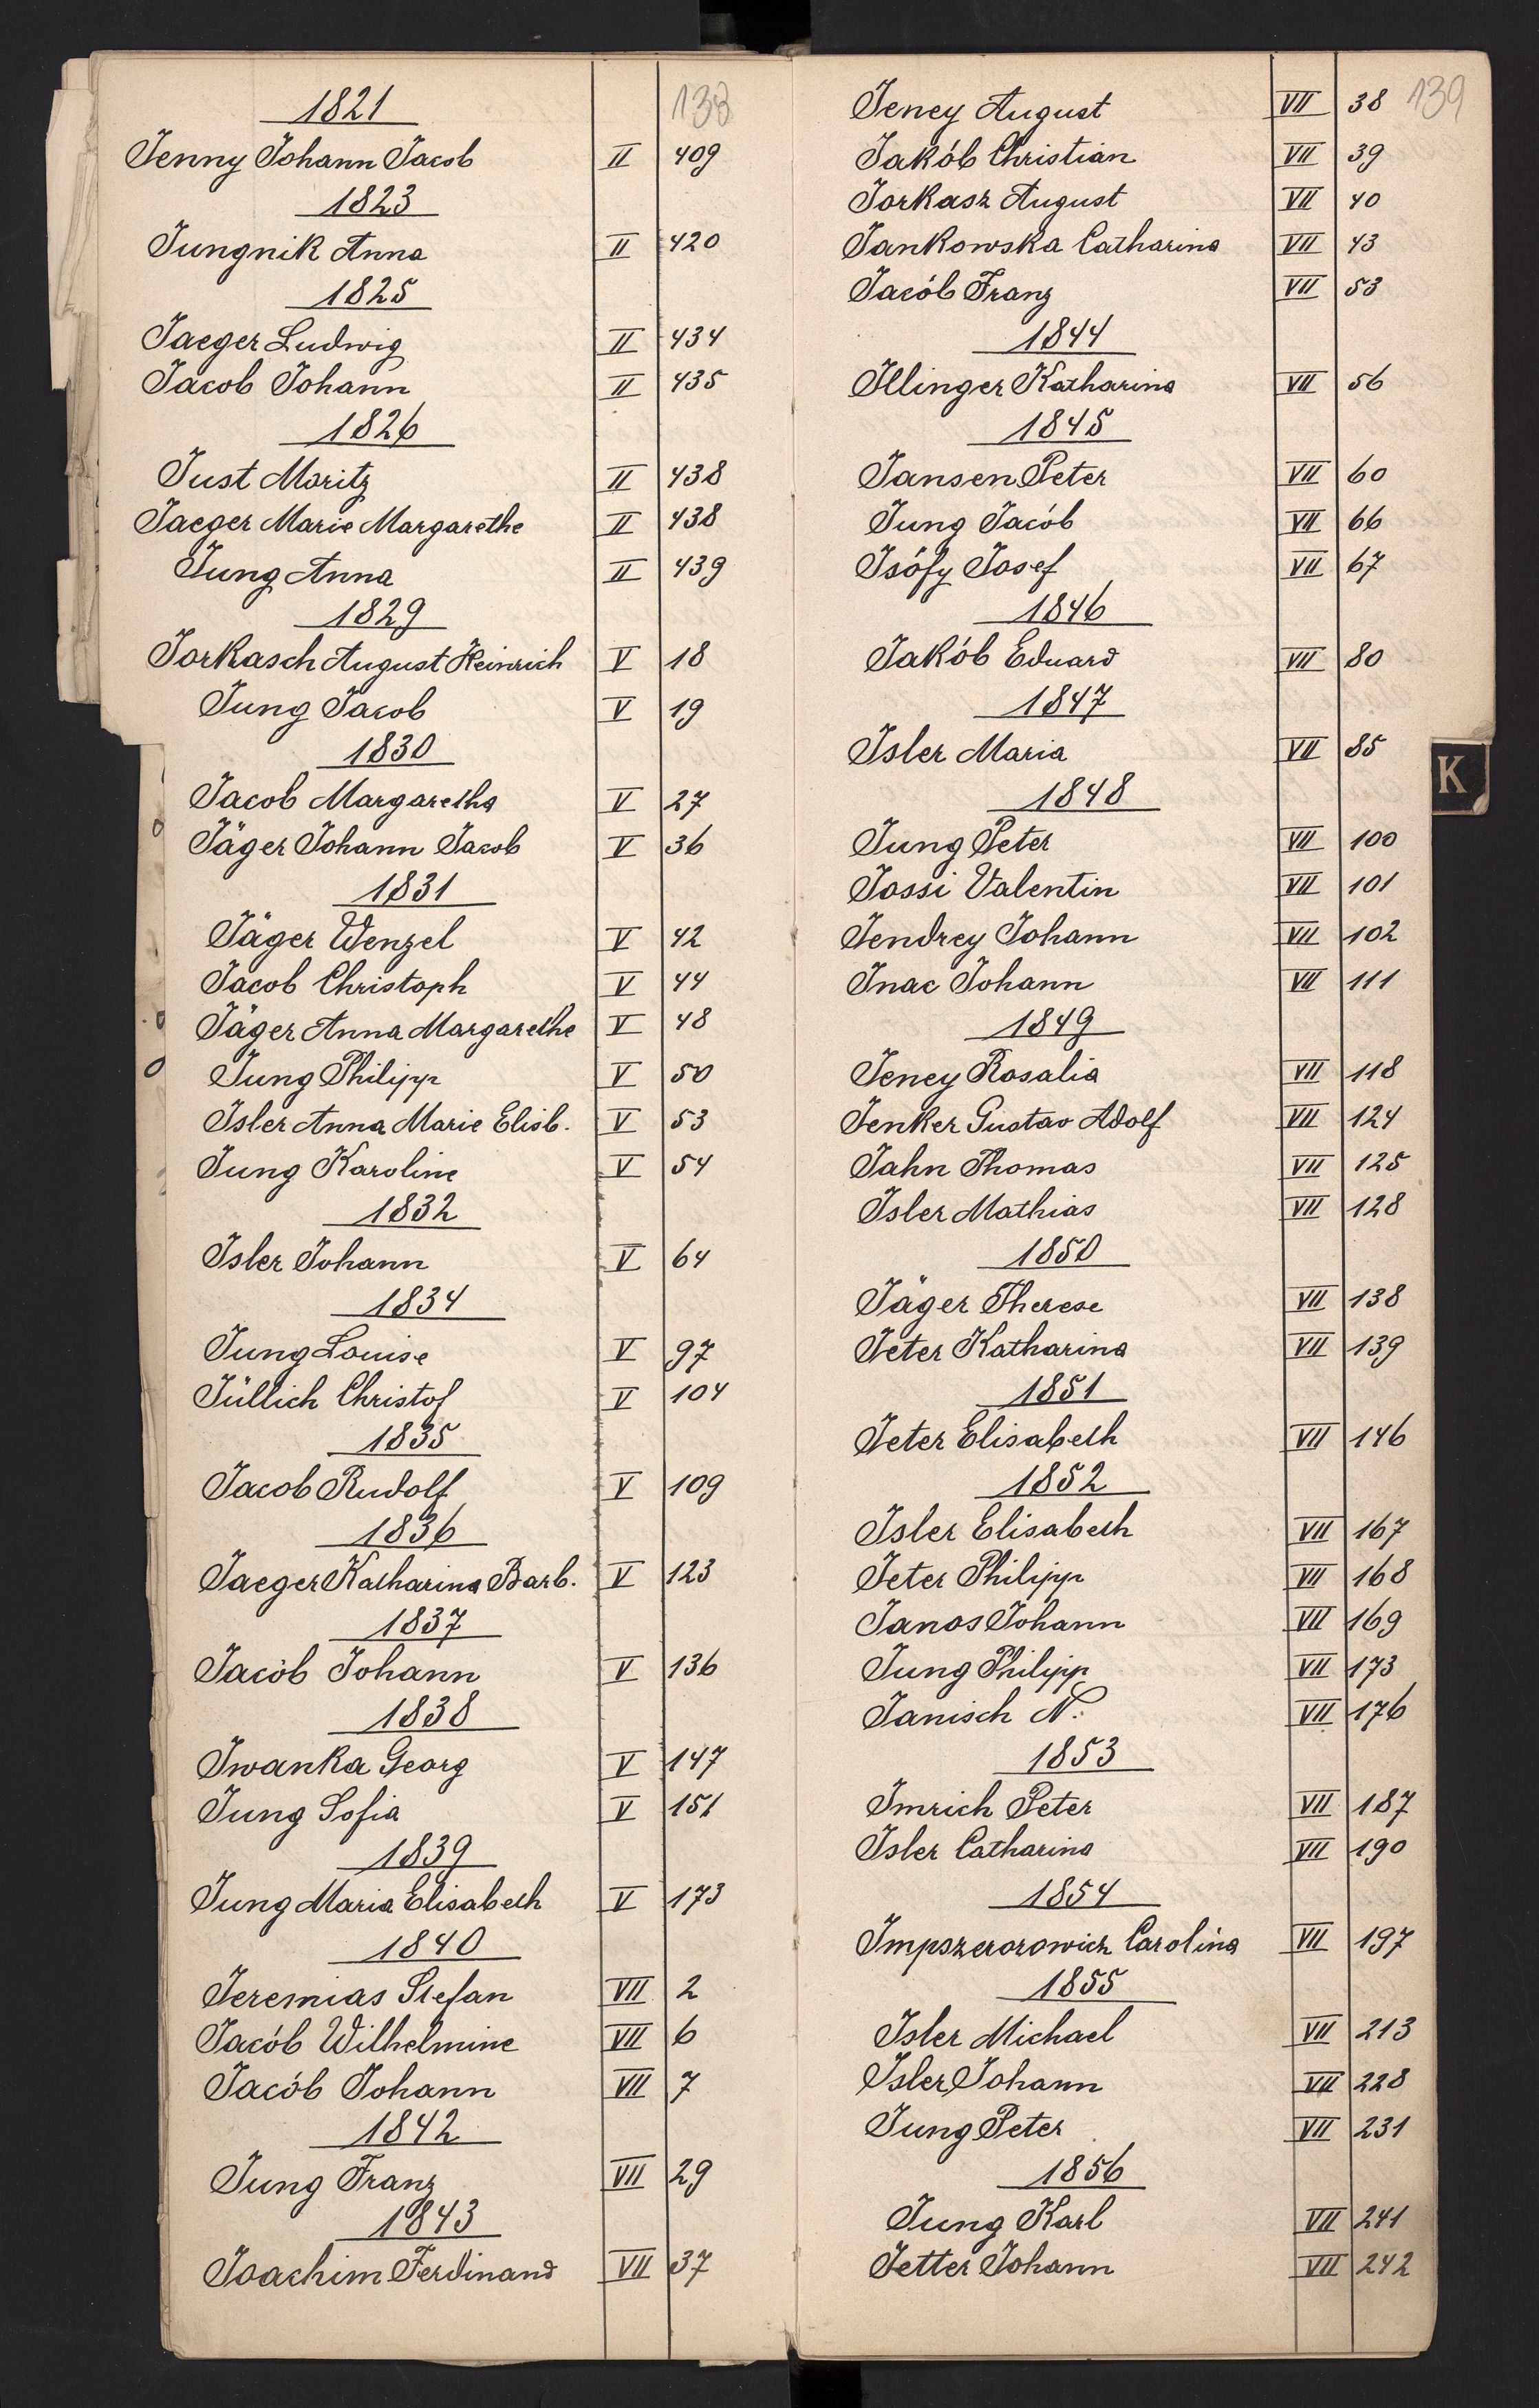 138
1821
Jenny Johann Jacob II 409
1823
Jungnik Anna II 420
1825
Jaeger Ludwig II 434
Jacob Johann II 435
1826
Just Moritz II 438
Jaeger Marie Margarethe II 438
Jung Anna II 439
1829
Jorkasch August Heinrich V 18
Jung Jacob V 19
1830
Jacob Margaretha V 27
Jäger Johann Jacob V 36
1831
Jäger Wenzel V 42
Jacob Christoph V 44
Jäger Anna Margarethe V 48
Jung Philipp V 50
Isler Anna Marie Elisb. V 53
Jung Karoline V 54
1832
Isler Johann V 64
1834
Jung Louise V 97
Jüllich Christof V 104
1835
Jacob Rudolf V 109
1836
Jaeger Katharina Barb. V 123
1837
Jacób Johann V 136
1838
Iwanka Georg V 147
Jung Sofia V 151
1839
Jung Maria Elisabeth V 173
1840
Jeremias Stefan VII 2
Jacób Wilhelmine VII 6
Jacób Johann VII 7
1842
Jung Franz VII 29
1843
Joachim Ferdinand VII 37
139
Jeney August VII 38
Jakób Christian VII 39
Jorkasz August VII 40
Jankowska Catharina VII 43
Jacób Franz VII 53
1844
Illinger Katharina VII 56
1845
Jansen Peter VII 60
Jung Jacób VII 66
Isófy Josef VII 67
1846
Jakób Eduard VII 80
1847
Isler Maria VII 85
K
1848
Jung Peter VII 100
Jossi Valentin VII 101
Jendrey Johann VII 102
Inac Johann VII 111
1849
Jeney Rosalia VII 118
Jenker Gustav Adolf VII 124
Jahn Thomas VII 125
Isler Mathias VII 128
1850
Jäger Therese VII 138
Jeter Katharina VII 139
1851
Jeter Elisabeth VII 146
1852
Isler Elisabeth VII 167
Jeter Philipp VII 168
Janos Johann VII 169
Jung Philipp VII 173
Janisch N. VII 176
1853
Imrich Peter VII 187
Isler Catharina VII 190
1854
Impszerorowicz Carolina VII 197
1855
Isler Michael VII 213
Isler Johann VII 228
Jung Peter VII 231
1856
Jung Karl VII 241
Jetter Johann VII 242